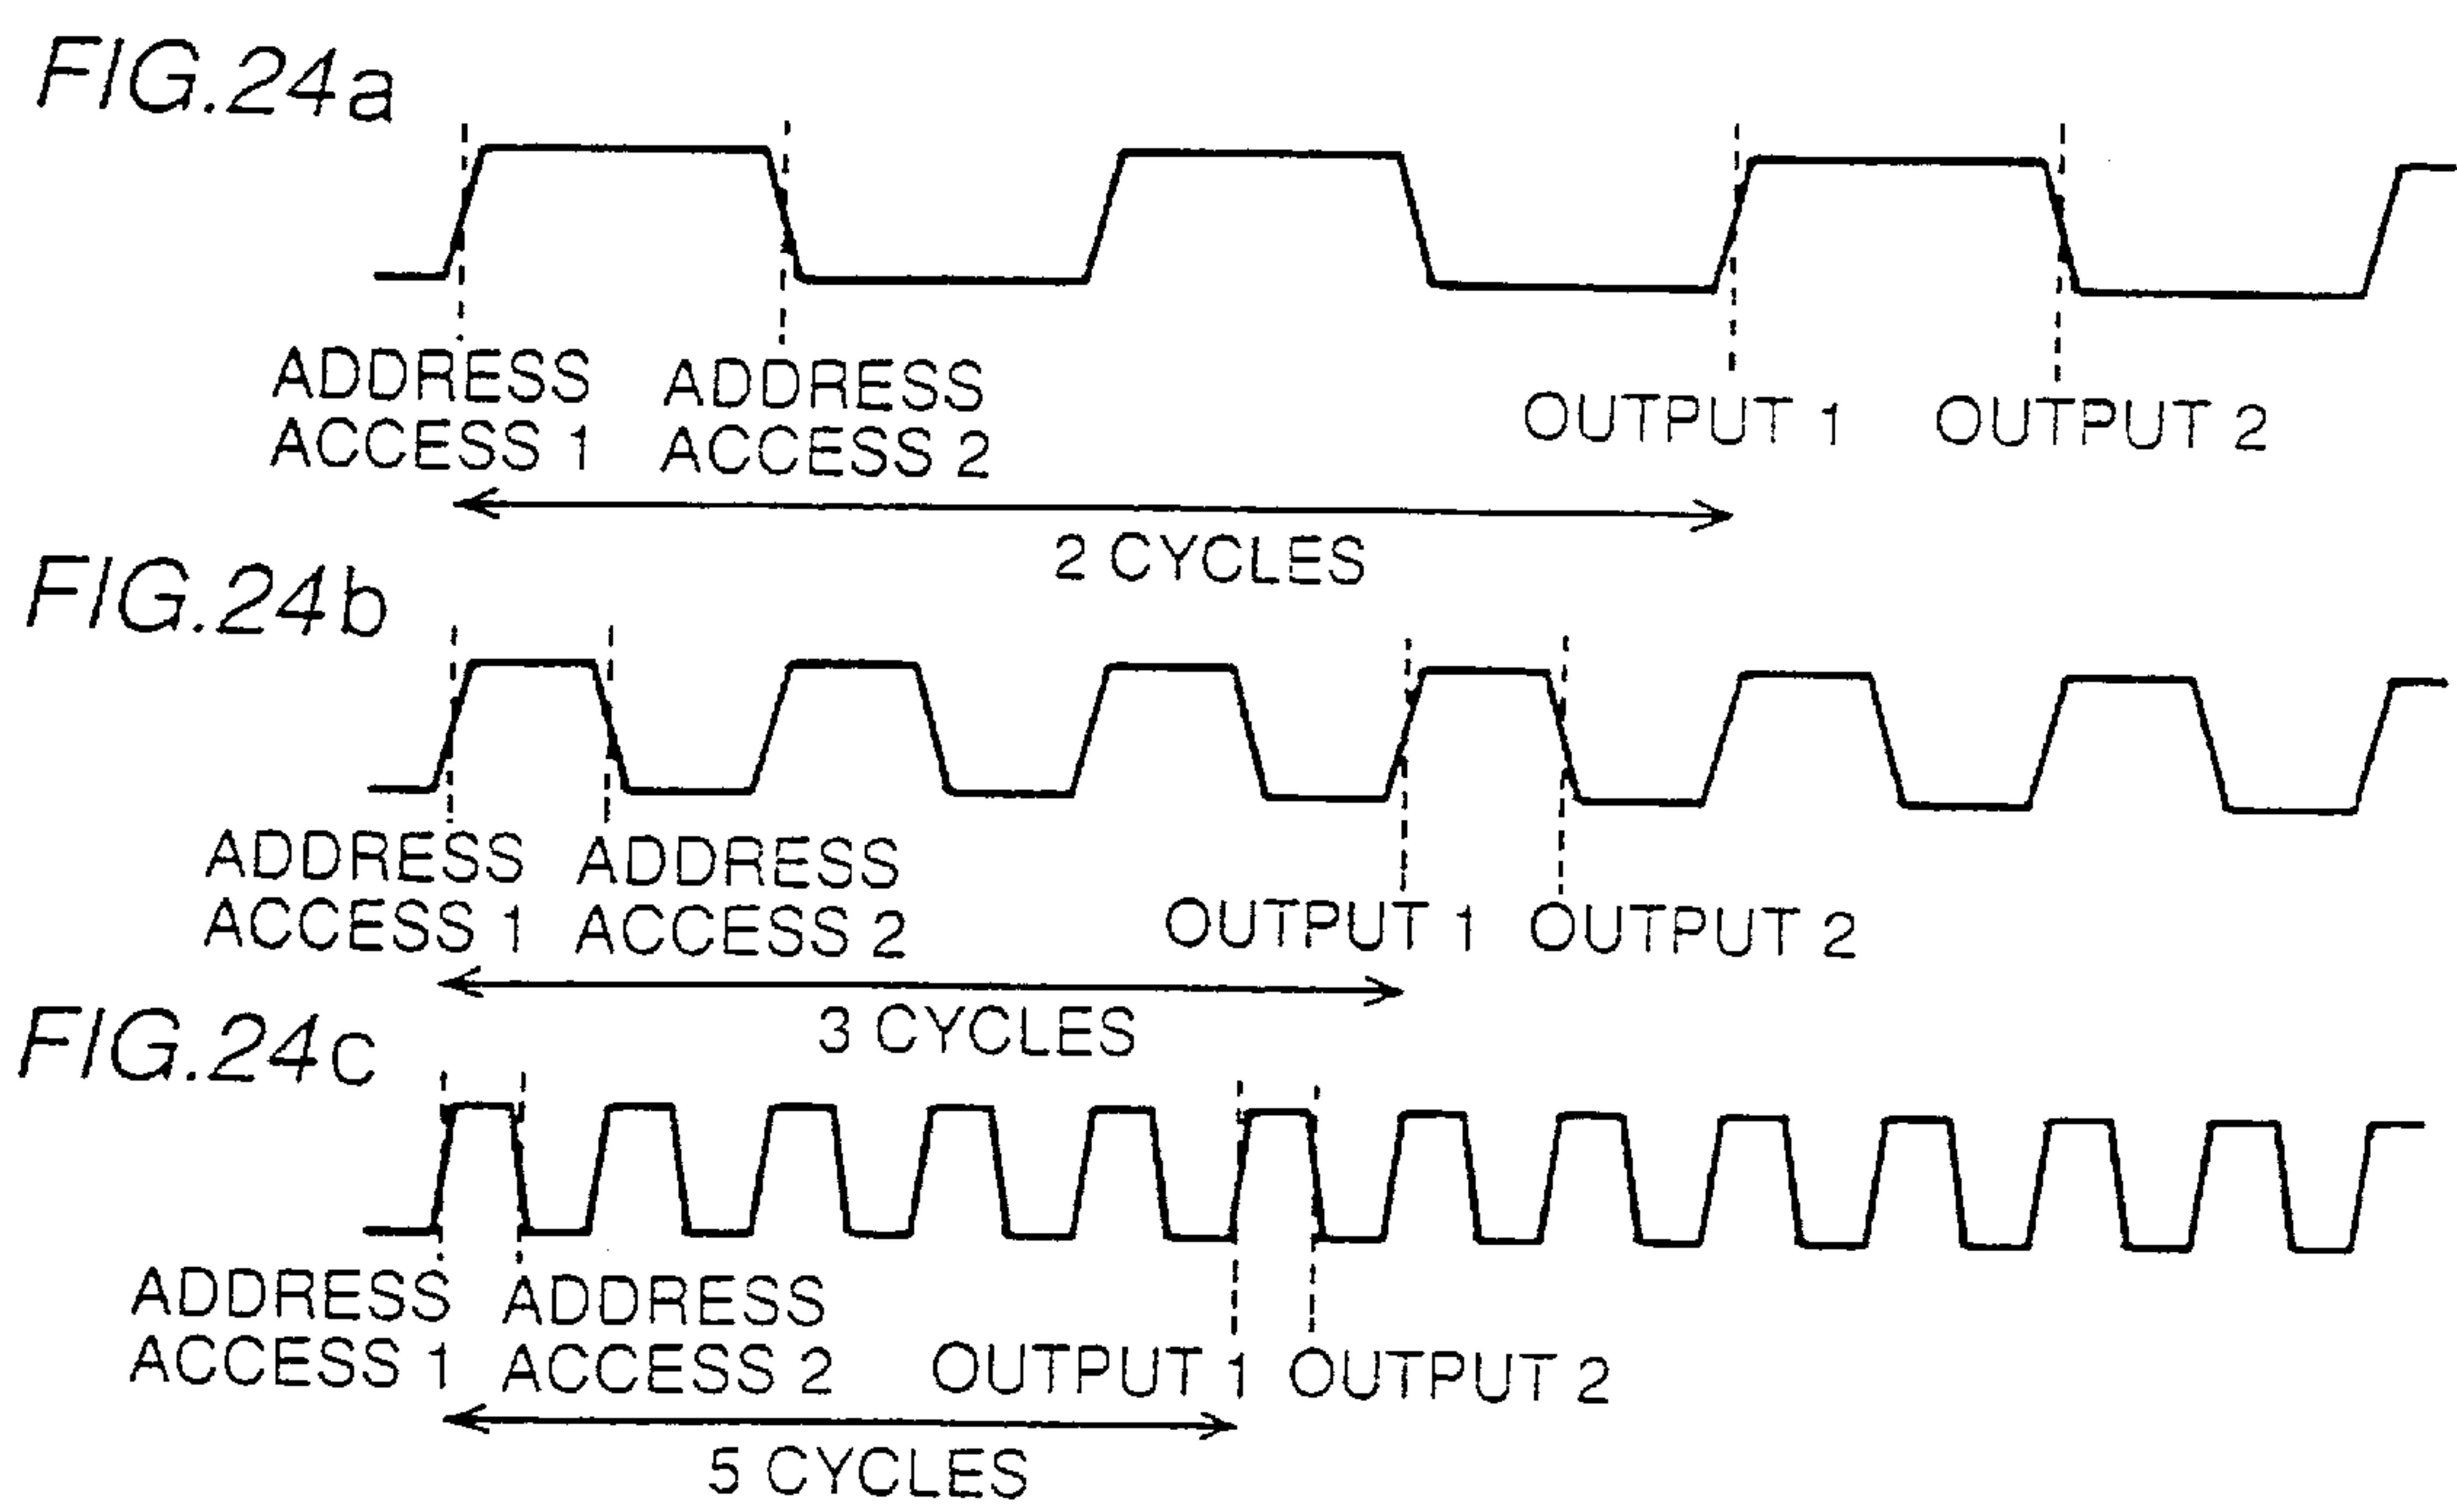 FIG.24a
ADDRESS ACCESS 1
ADDRESS ACCESS 2
OUTPUT 1
OUTPUT 2
2 CYCLES
FIG.24b
ADDRESS ACCESS 1
ADDRESS ACCESS 2
OUTPUT 1
OUTPUT 2
3 CYCLES
FIG.24c
ADDRESS ACCESS 1
ADDRESS ACCESS 2
OUTPUT 1
OUTPUT 2
5 CYCLES